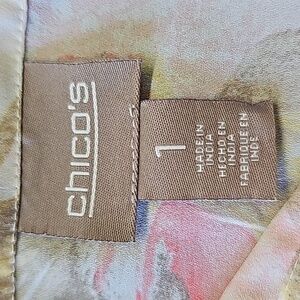 chico's
1
MADE IN
INDIA
HECHO EN
INDIA
FABRIQUE EN
INDE